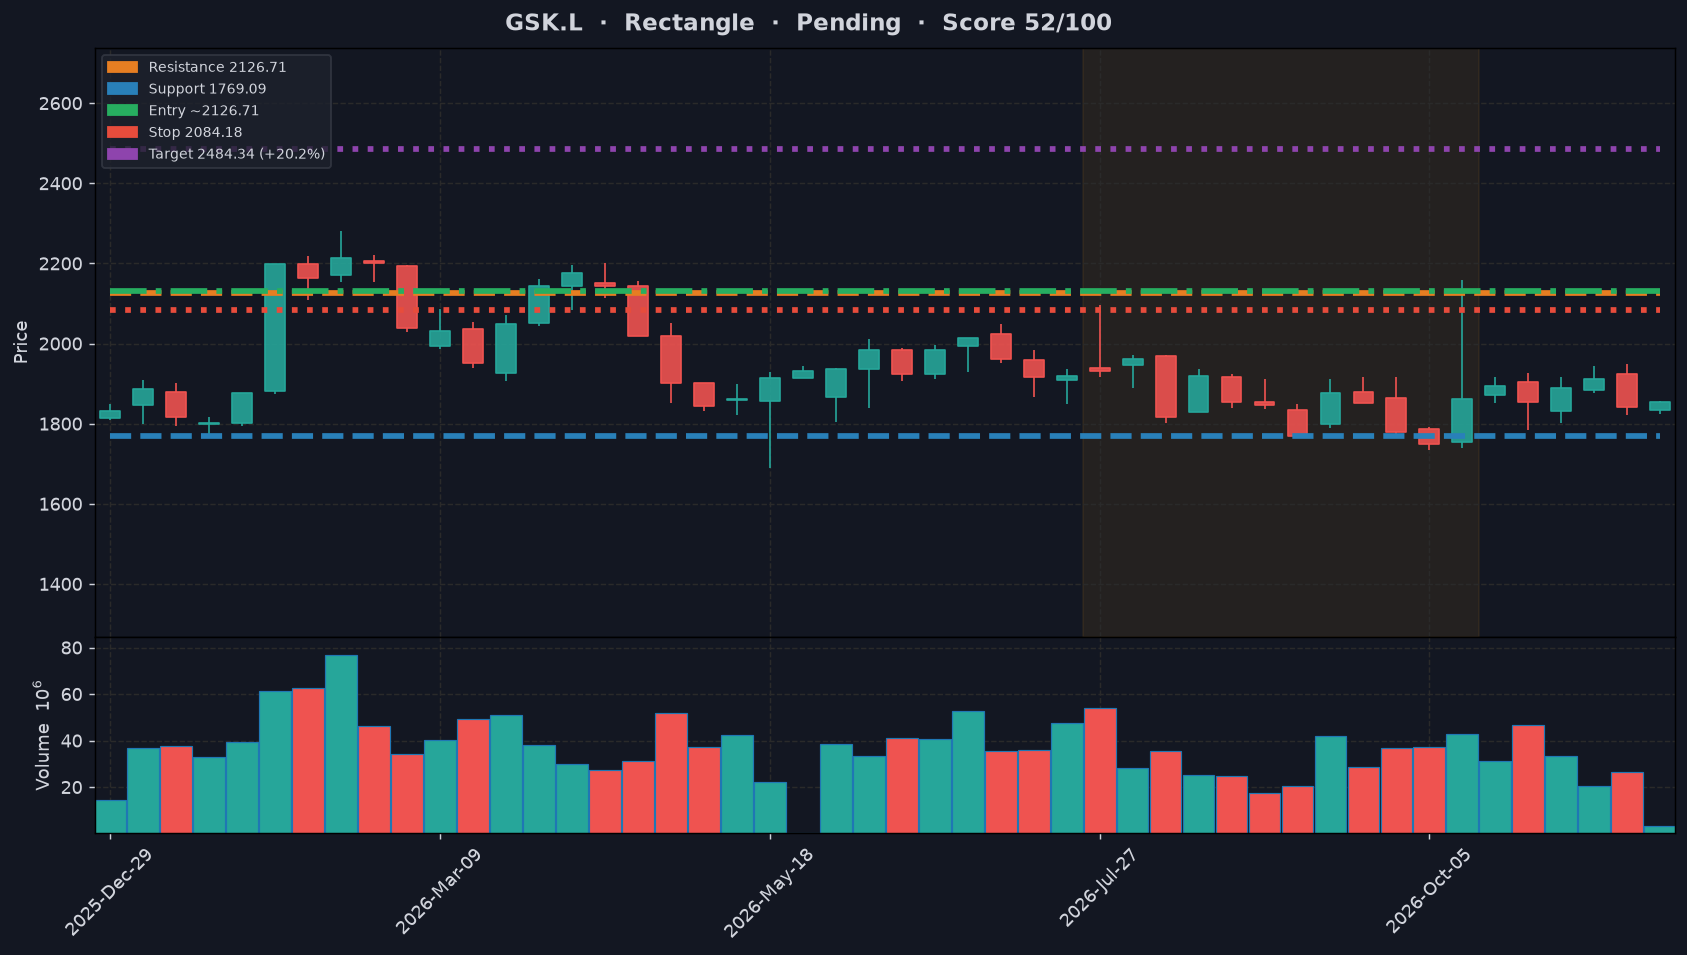 GSK.L · Rectangle · Pending · Score 52/100
Resistance 2126.71
Support 1769.09
Entry ~2126.71
Stop 2084.18
Target 2484.34 (+20.2%)
2600
2400
2200
2000
1800
1600
1400
Price
80
60
40
20
Volume 10⁶
2025-Dec-29
2026-Mar-09
2026-May-18
2026-Jul-27
2026-Oct-05